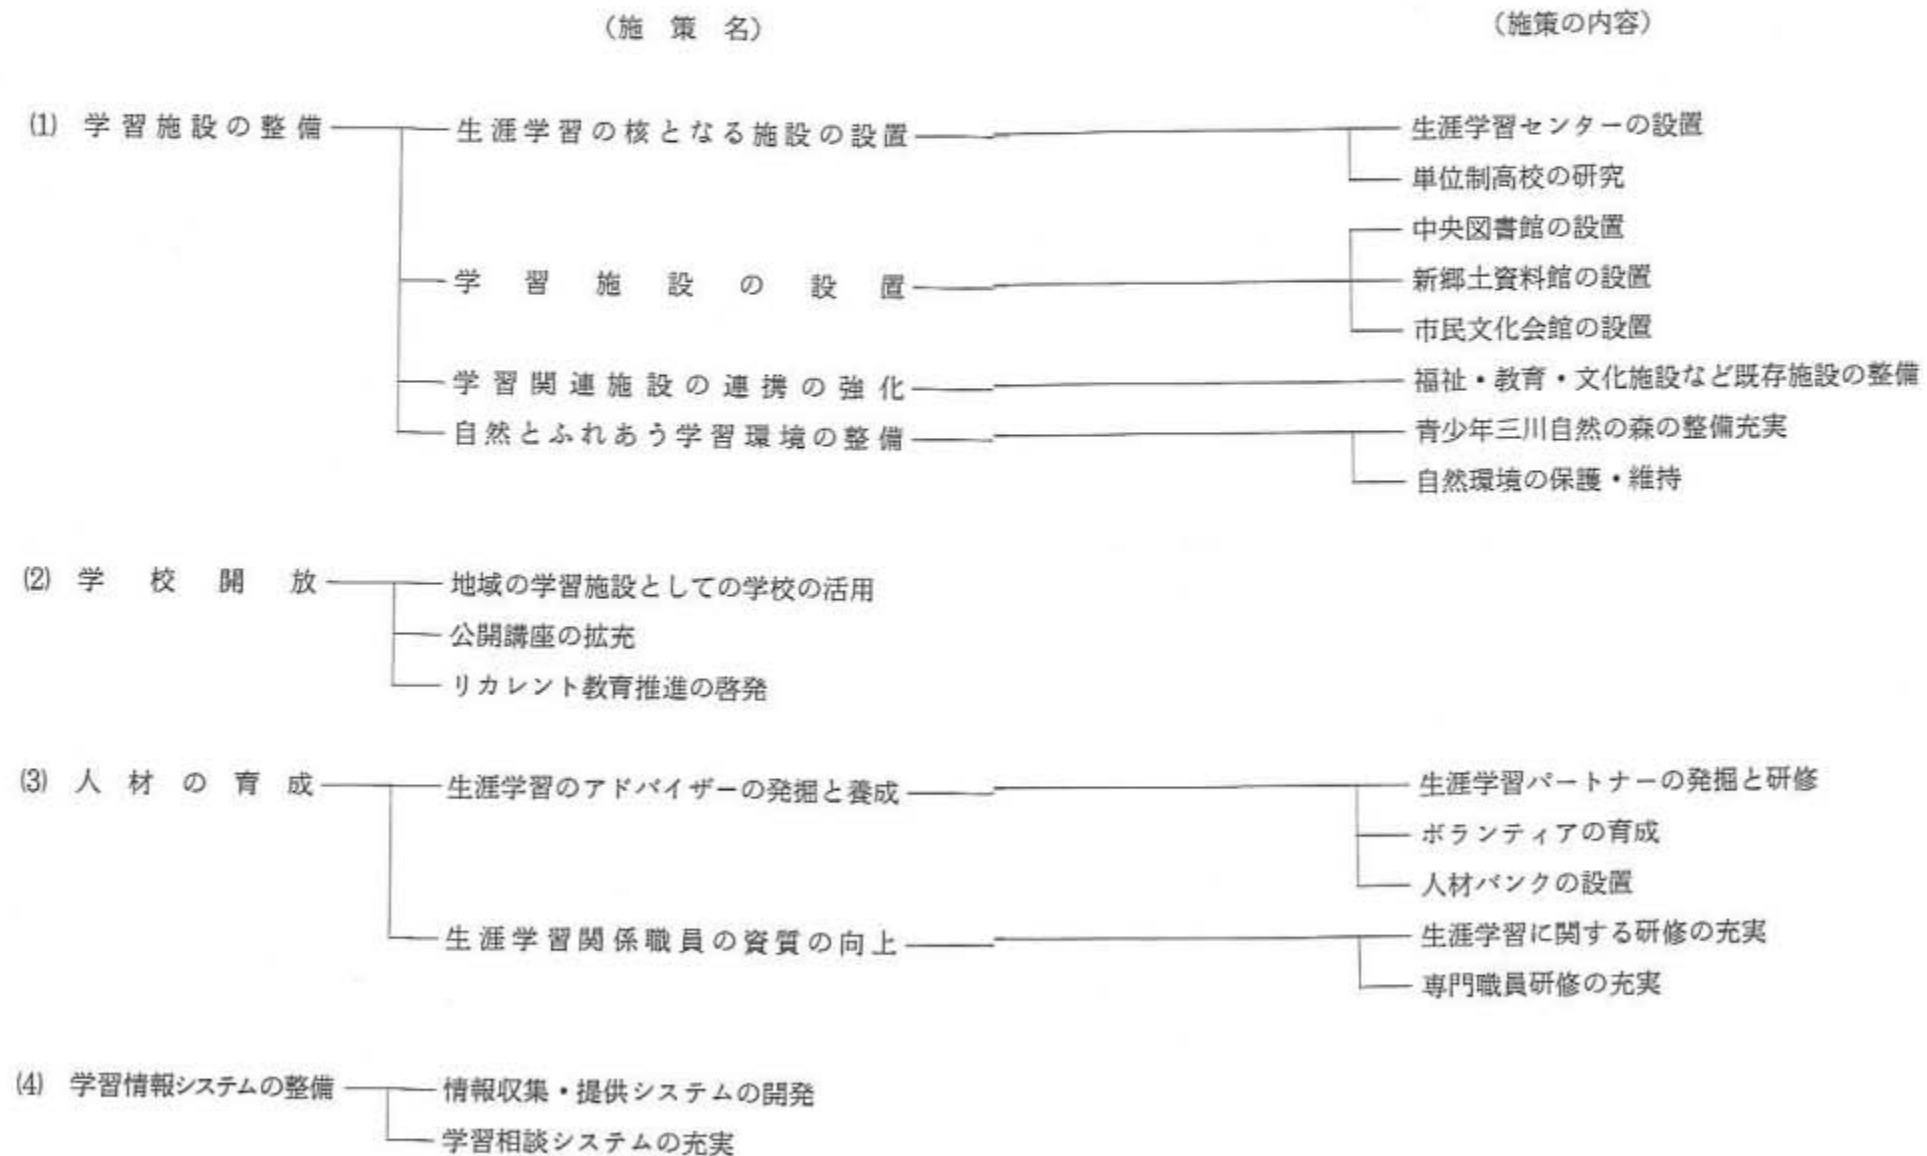 (施策名) (施策の内容)
(1) 学習施設の整備 生涯学習の核となる施設の設置 生涯学習センターの設置
単位制高校の研究
中央図書館の設置
学習施設の設置 新郷土資料館の設置
市民文化会館の設置
学習関連施設の連携の強化 福祉・教育・文化施設など既存施設の整備
自然とふれあう学習環境の整備 青少年三川自然の森の整備充実
自然環境の保護・維持
(2) 学校開放 地域の学習施設としての学校の活用
公開講座の拡充
リカレント教育推進の啓発
(3) 人材の育成 生涯学習のアドバイザーの発掘と養成 生涯学習パートナーの発掘と研修
ボランティアの育成
人材バンクの設置
生涯学習関係職員の資質の向上 生涯学習に関する研修の充実
専門職員研修の充実
(4) 学習情報システムの整備 情報収集・提供システムの開発
学習相談システムの充実